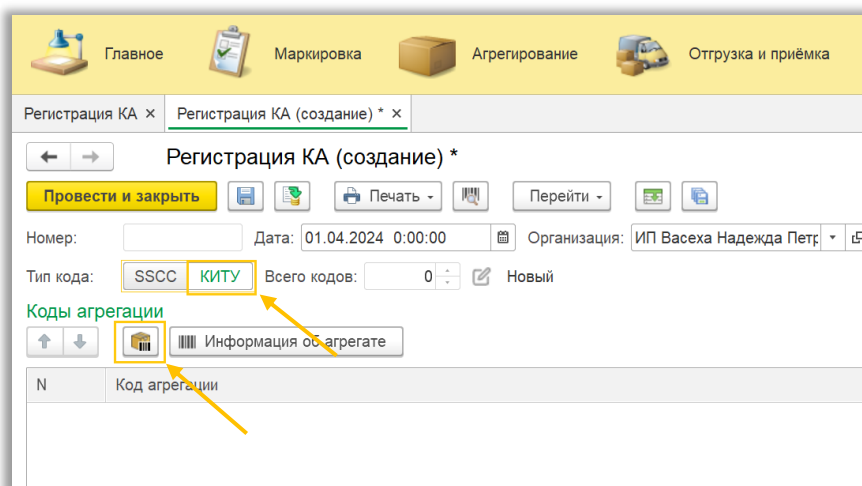 Главное Маркировка Агрегирование Отгрузка и приёмка
Регистрация КА × Регистрация КА (создание) * ×
Регистрация КА (создание) *
Провести и закрыть Печать Перейти
Номер: Дата: 01.04.2024 0:00:00 Организация: ИП Васеха Надежда Петр
Тип кода: SSCC КИТУ Всего кодов: 0 Новый
Коды агрегации
Информация об агрегате
N Код агрегации